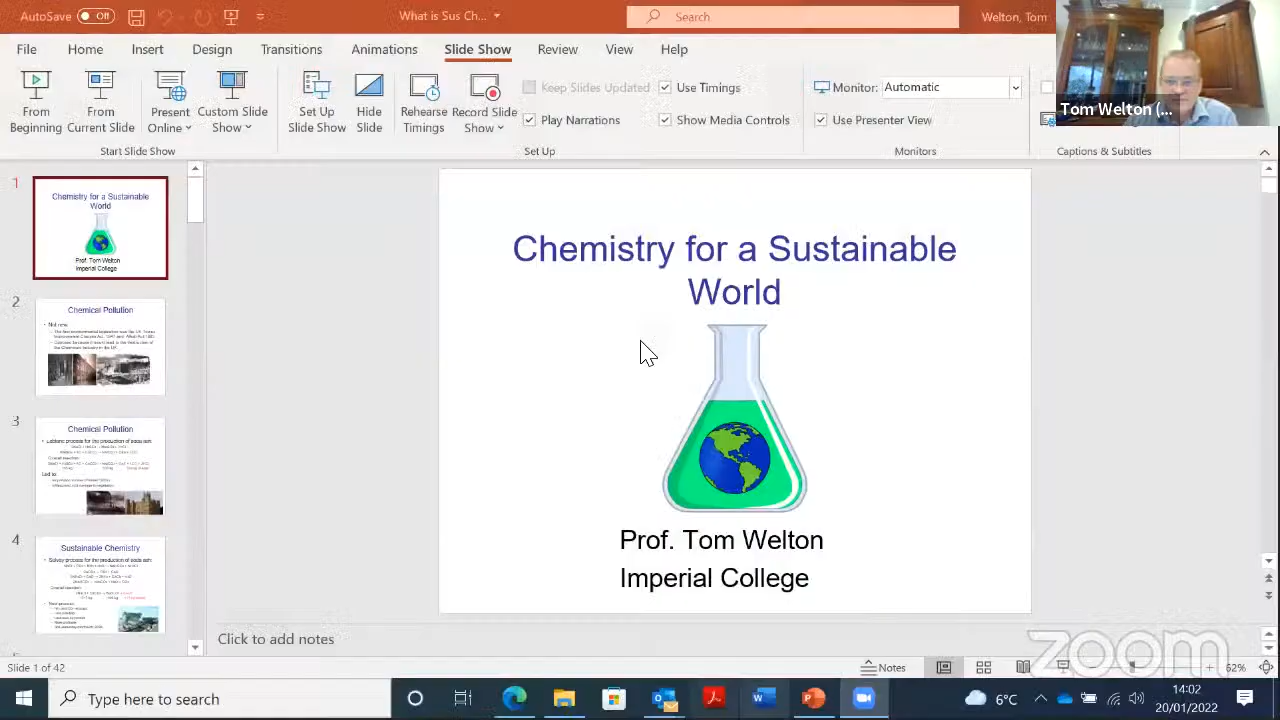 AutoSave Off
What is Sus Ch...
Search
Welton, Tom
File Home Insert Design Transitions Animations Slide Show Review View Help
From Beginning
From Current Slide
Present Online
Custom Slide Show
Set Up Slide Show
Hide Slide
Rehearse Timings
Record Slide Show
Keep Slides Updated
Use Timings
Play Narrations
Show Media Controls
Monitor: Automatic
Use Presenter View
Tom Welton (...
Start Slide Show
Set Up
Monitors
Captions & Subtitles
1
Chemistry for a Sustainable
World
Prof. Tom Welton
Imperial College
2
Chemical Pollution
3
Chemical Pollution
4
Sustainable Chemistry
Chemistry for a Sustainable
World
Prof. Tom Welton
Imperial College
Click to add notes
zoom
Slide 1 of 42
Notes
62%
Type here to search
6°C
14:02
20/01/2022